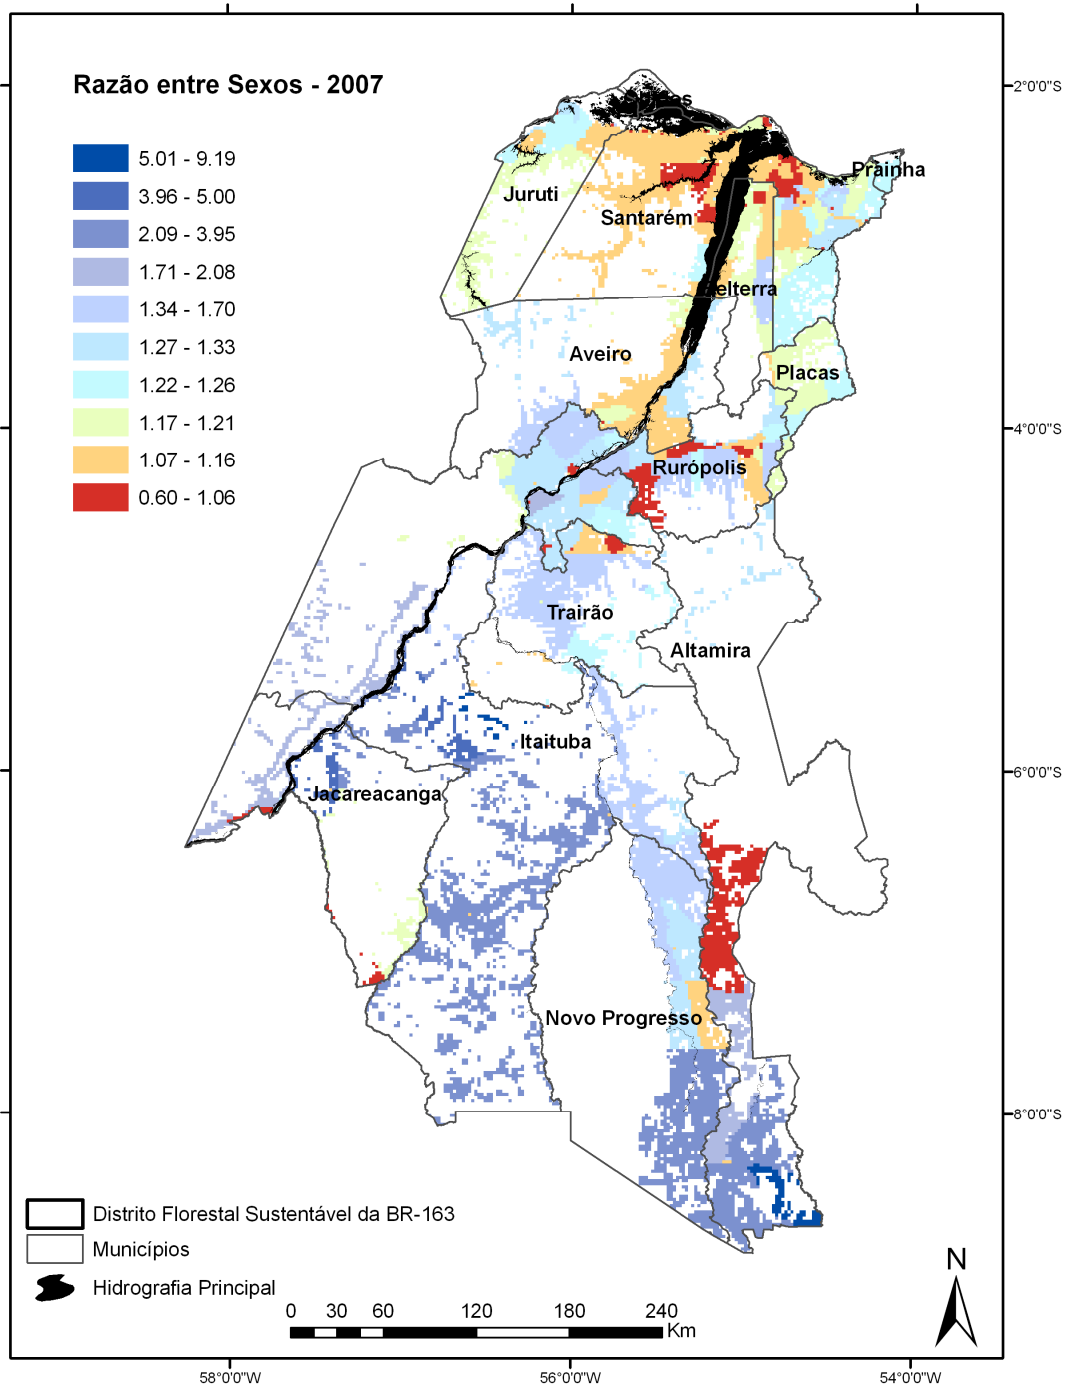 Razão entre Sexos - 2007
5.01 - 9.19
3.96 - 5.00
2.09 - 3.95
1.71 - 2.08
1.34 - 1.70
1.27 - 1.33
1.22 - 1.26
1.17 - 1.21
1.07 - 1.16
0.60 - 1.06
2°0'0"S
Prainha
Juruti
Santarém
elterra
Aveiro
Placas
4°0'0"S
Rurópolis
Trairão
Altamira
Itaituba
6°0'0"S
Jacareacanga
Novo Progresso
8°0'0"S
Distrito Florestal Sustentável da BR-163
Municípios
Hidrografia Principal
N
0 30 60 120 180 240
Km
58°0'0"W 56°0'0"W 54°0'0"W